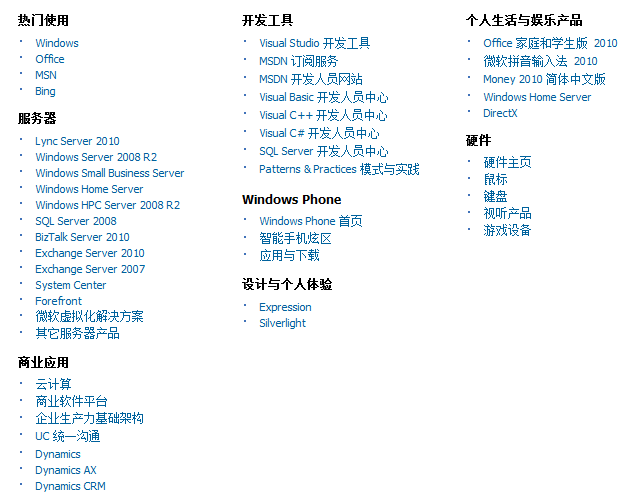 热门使用
Windows
Office
MSN
Bing
服务器
Lync Server 2010
Windows Server 2008 R2
Windows Small Business Server
Windows Home Server
Windows HPC Server 2008 R2
SQL Server 2008
BizTalk Server 2010
Exchange Server 2010
Exchange Server 2007
System Center
Forefront
微软虚拟化解决方案
其它服务器产品
商业应用
云计算
商业软件平台
企业生产力基础架构
UC 统一沟通
Dynamics
Dynamics AX
Dynamics CRM
开发工具
Visual Studio 开发工具
MSDN 订阅服务
MSDN 开发人员网站
Visual Basic 开发人员中心
Visual C++ 开发人员中心
Visual C# 开发人员中心
SQL Server 开发人员中心
Patterns & Practices 模式与实践
Windows Phone
Windows Phone 首页
智能手机炫区
应用与下载
设计与个人体验
Expression
Silverlight
个人生活与娱乐产品
Office 家庭和学生版 2010
微软拼音输入法 2010
Money 2010 简体中文版
Windows Home Server
DirectX
硬件
硬件主页
鼠标
键盘
视听产品
游戏设备